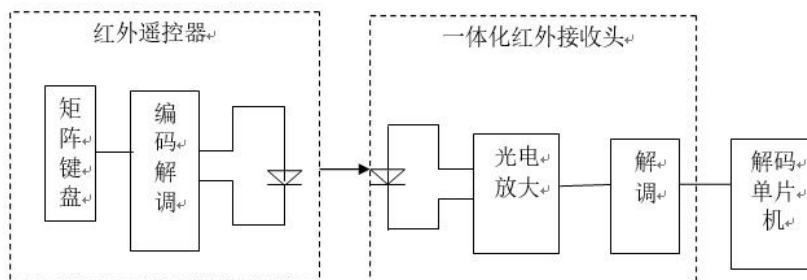 红外遥控器
一体化红外接收头
矩
阵
键
盘
编
码
解
调
光电
放大
解
调
解码
单片
机